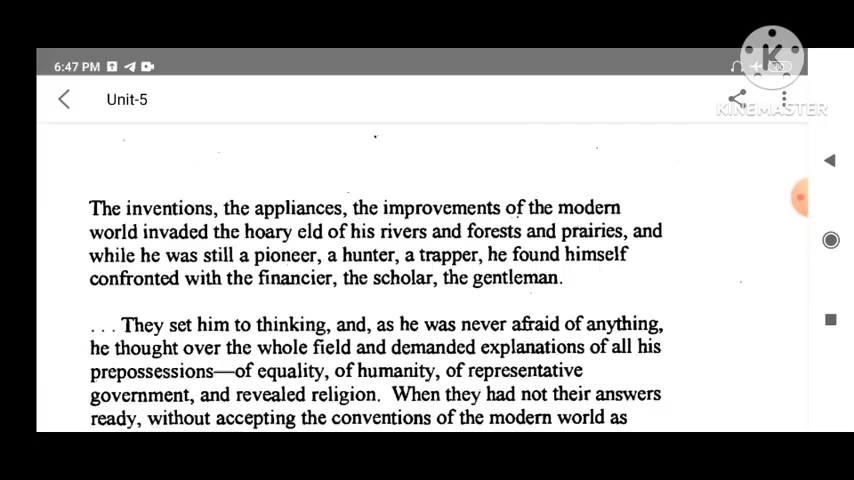 6:47 PM
80
Unit-5
KINEMASTER
The inventions, the appliances, the improvements of the modern
world invaded the hoary eld of his rivers and forests and prairies, and
while he was still a pioneer, a hunter, a trapper, he found himself
confronted with the financier, the scholar, the gentleman.
. . . They set him to thinking, and, as he was never afraid of anything,
he thought over the whole field and demanded explanations of all his
prepossessions—of equality, of humanity, of representative
government, and revealed religion. When they had not their answers
ready, without accepting the conventions of the modern world as